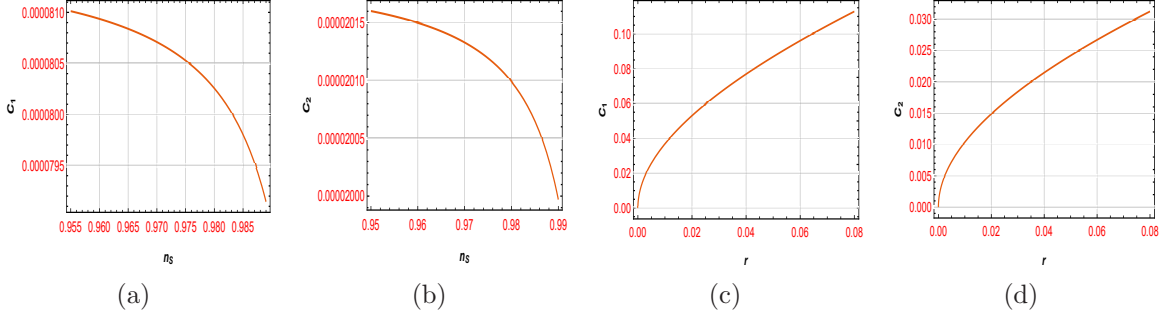 0.0000810
0.0000805
0.0000800
0.0000795
C₁
0.955 0.960 0.965 0.970 0.975 0.980 0.985
nₛ
(a)
0.00002015
0.00002010
0.00002005
0.00002000
C₂
0.95 0.96 0.97 0.98 0.99
nₛ
(b)
0.10
0.08
0.06
0.04
0.02
0.00
C₁
0.00 0.02 0.04 0.06 0.08
r
(c)
0.030
0.025
0.020
0.015
0.010
0.005
0.000
C₂
0.00 0.02 0.04 0.06 0.08
r
(d)